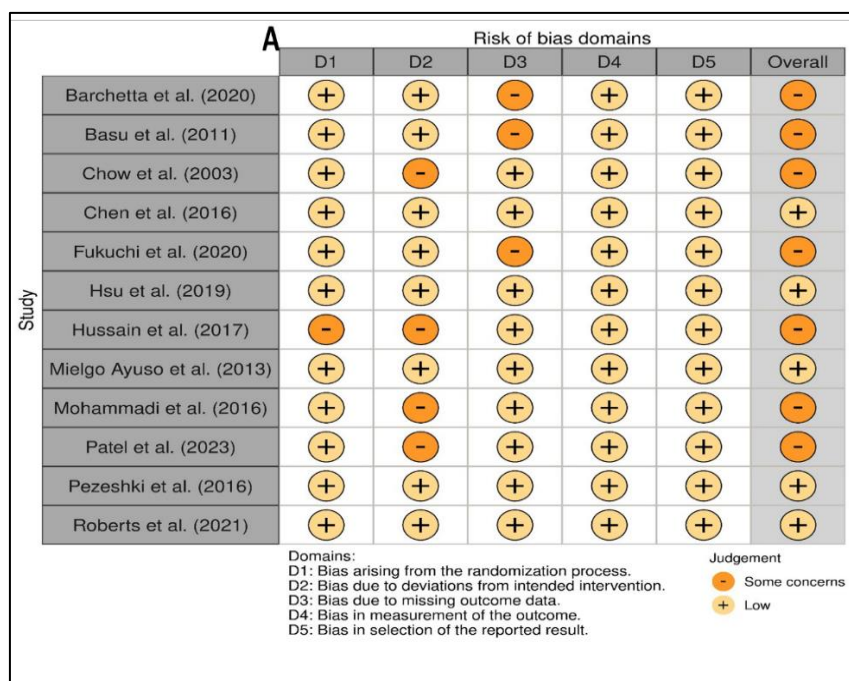 A
Risk of bias domains
D1 D2 D3 D4 D5 Overall
Study
Barchetta et al. (2020) + + - + + -
Basu et al. (2011) + + - + + -
Chow et al. (2003) + - + + + -
Chen et al. 2016) + + + + + +
Fukuchi et al. (2020) + + - + + -
Hsu et al. (2019) + + + + + +
Hussain et al. (2017) - - + + + -
Mielgo Ayuso et al. (2013) + + + + + +
Mohammadi et al. (2016) + - + + + -
Patel et al. (2023) + - + + + -
Pezeshki et al. (2016) + + + + + +
Roberts et al. (2021) + + + + + +
Domains:
D1: Bias arising from the randomization process.
D2: Bias due to deviations from intended intervention.
D3: Bias due to missing outcome data.
D4: Bias in measurement of the outcome.
D5: Bias in selection of the reported result.
Judgement
- Some concerns
+ Low